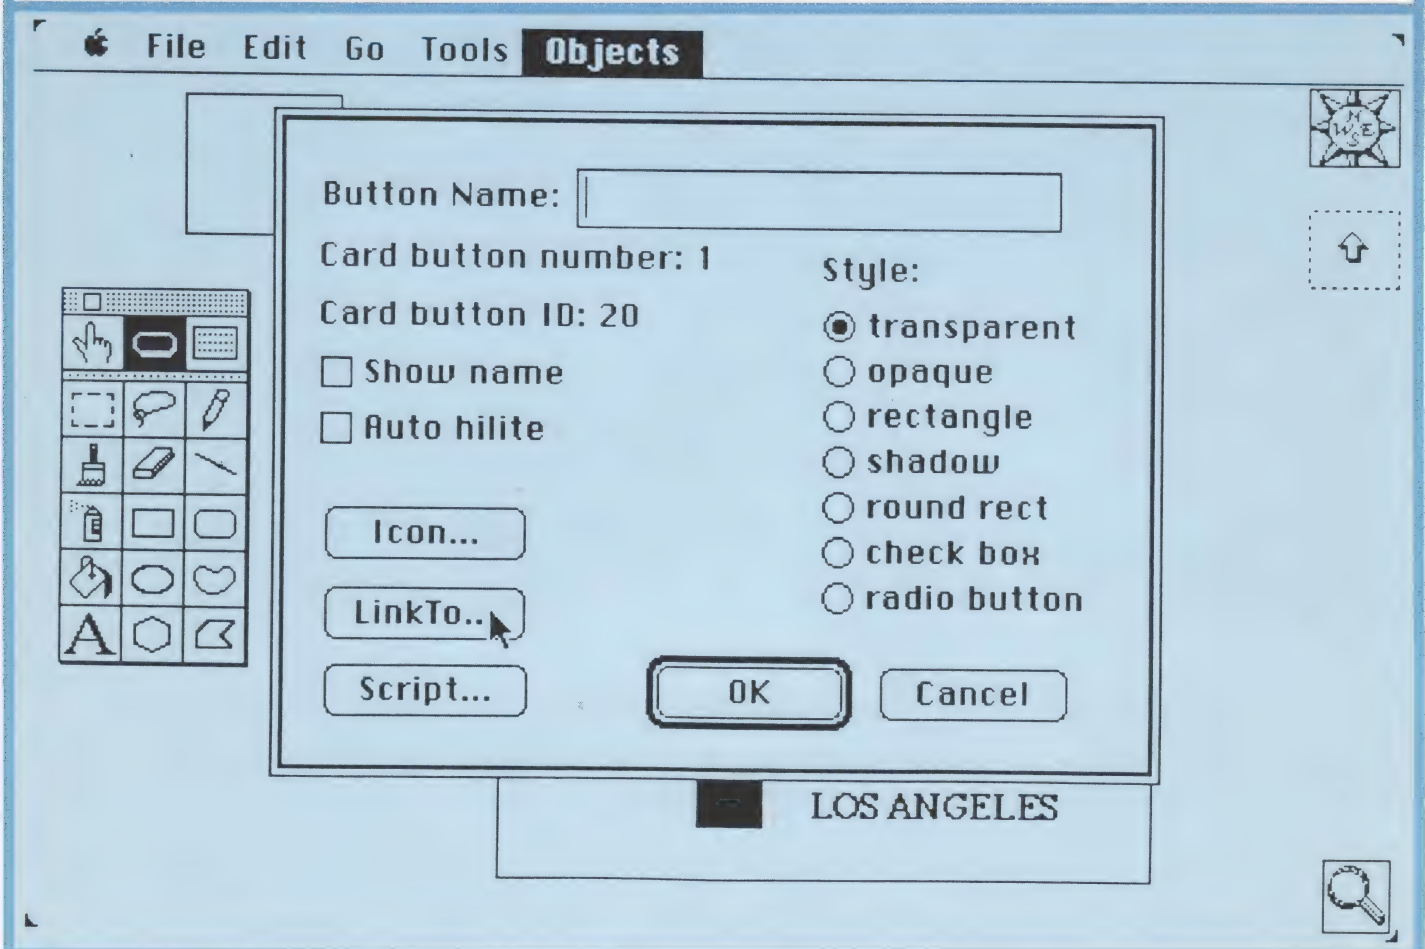 File Edit Go Tools Objects
N
W E
S
Button Name:
Card button number: 1
Card button ID: 20
Show name
Auto hilite
Style:
transparent
opaque
rectangle
shadow
round rect
check box
radio button
Icon...
LinkTo..
Script...
OK
Cancel
A
LOS ANGELES